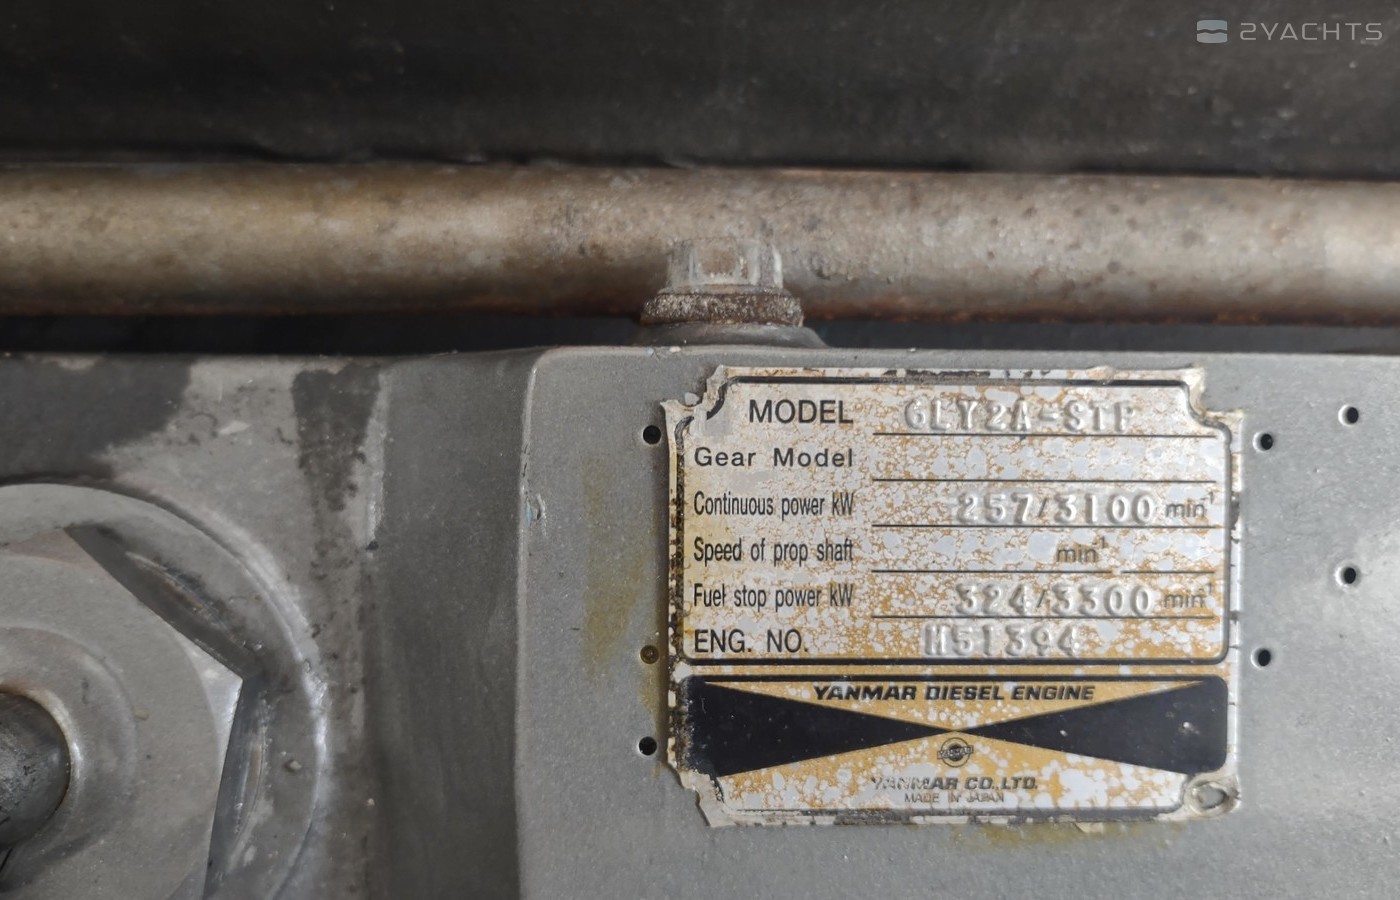 2YACHTS
MODEL 6LY2A-STP
Gear Model
Continuous power kW 257/3100 min⁻¹
Speed of prop shaft min⁻¹
Fuel stop power kW 324/3300 min⁻¹
ENG. NO. M51394
YANMAR DIESEL ENGINE
YANMAR
YANMAR CO., LTD.
MADE IN JAPAN